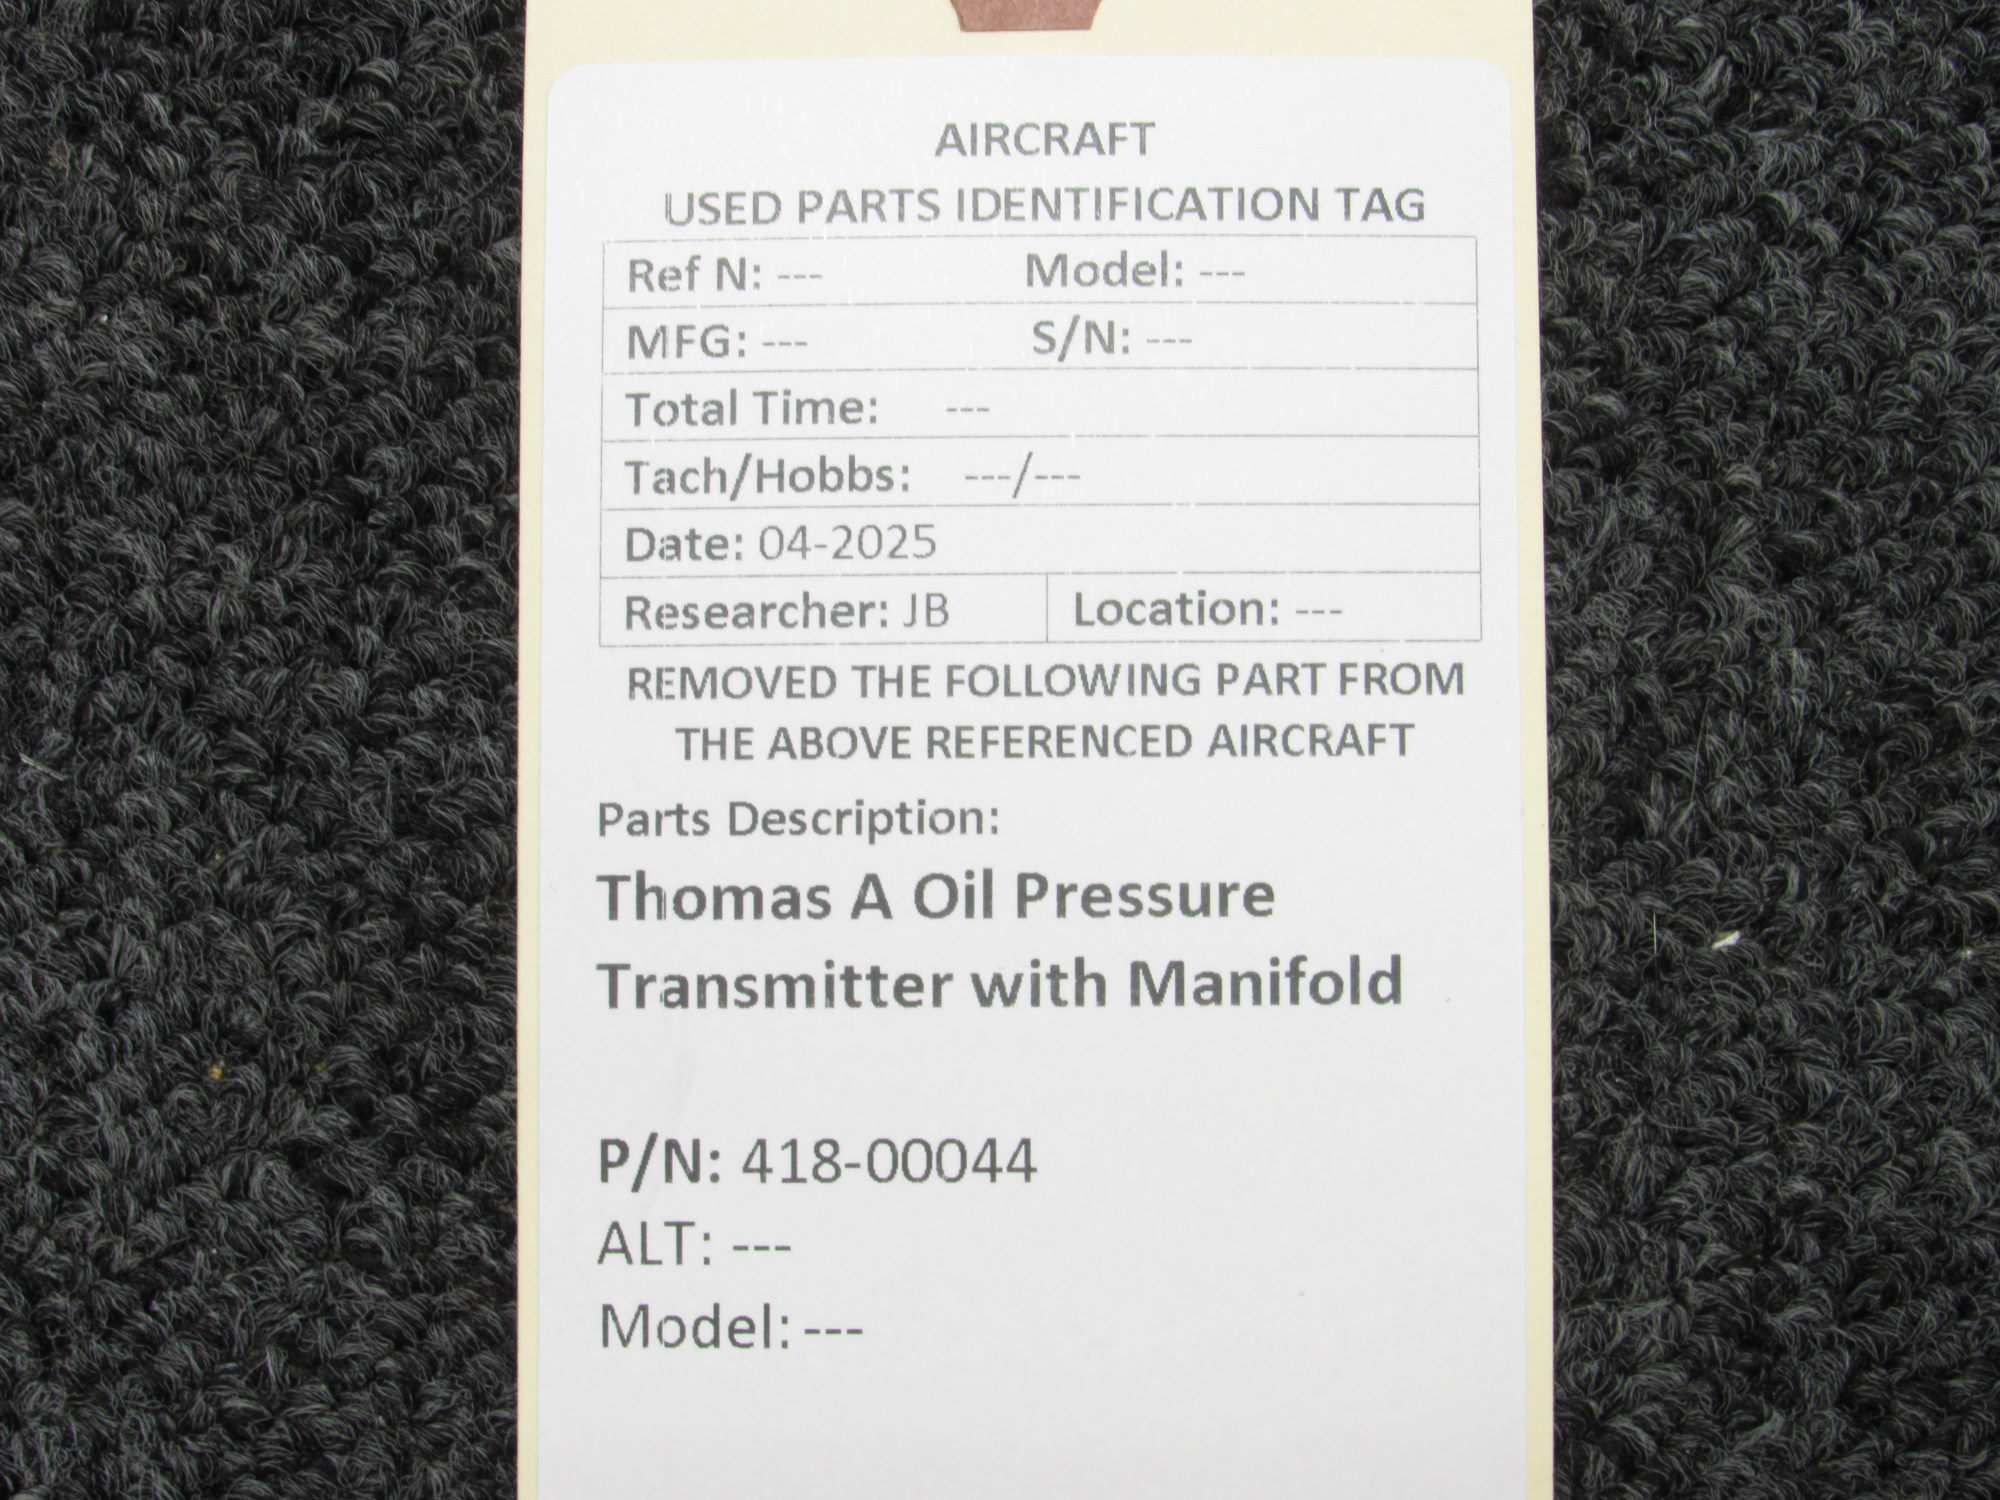 AIRCRAFT
USED PARTS IDENTIFICATION TAG
Ref N: --- Model: ---
MFG: --- S/N: ---
Total Time: ---
Tach/Hobbs: ---/---
Date: 04-2025
Researcher: JB Location: ---
REMOVED THE FOLLOWING PART FROM
THE ABOVE REFERENCED AIRCRAFT
Parts Description:
Thomas A Oil Pressure
Transmitter with Manifold
P/N: 418-00044
ALT: ---
Model: ---